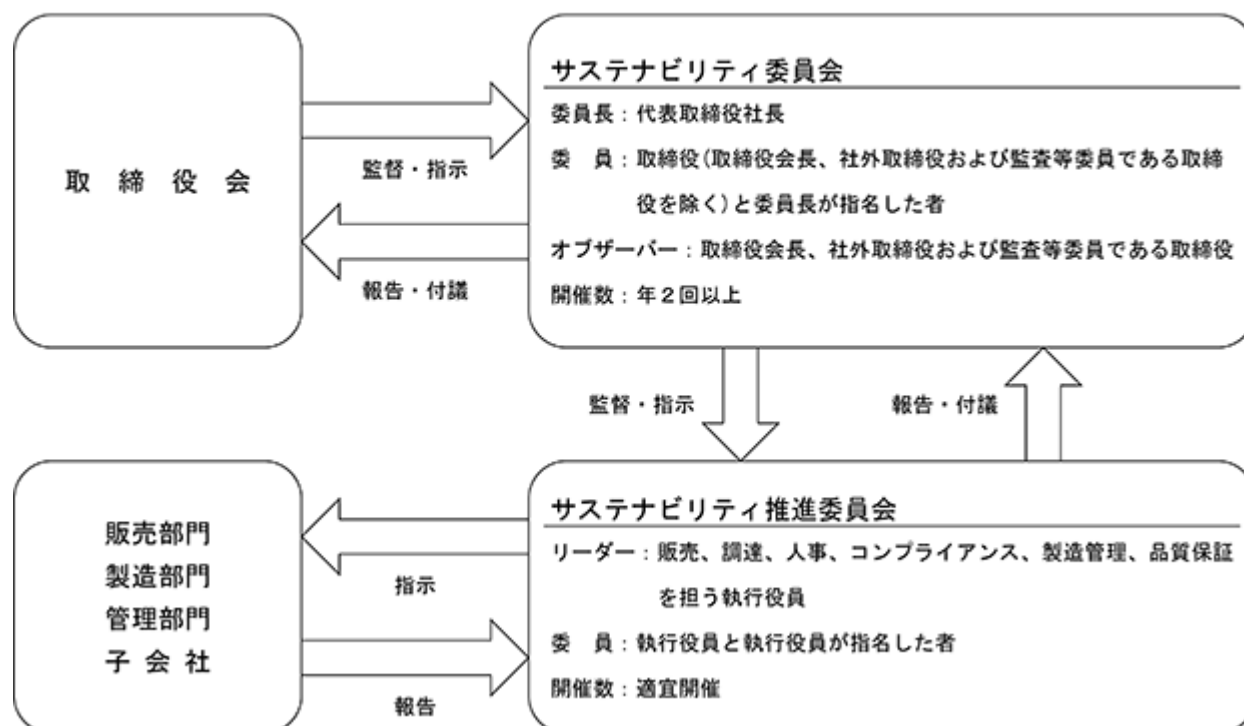 取締役会
監督・指示
報告・付議
サステナビリティ委員会
委員長：代表取締役社長
委　員：取締役(取締役会長、社外取締役および監査等委員である取締
役を除く)と委員長が指名した者
オブザーバー：取締役会長、社外取締役および監査等委員である取締役
開催数：年２回以上
監督・指示
報告・付議
販売部門
製造部門
管理部門
子会社
指示
報告
サステナビリティ推進委員会
リーダー：販売、調達、人事、コンプライアンス、製造管理、品質保証
を担う執行役員
委　員：執行役員と執行役員が指名した者
開催数：適宜開催